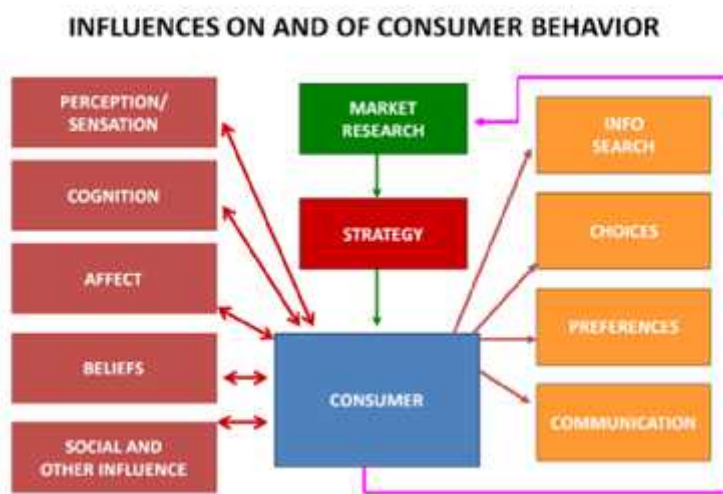 INFLUENCES ON AND OF CONSUMER BEHAVIOR
PERCEPTION/
SENSATION
COGNITION
AFFECT
BELIEFS
SOCIAL AND
OTHER INFLUENCE
MARKET
RESEARCH
STRATEGY
CONSUMER
INFO
SEARCH
CHOICES
PREFERENCES
COMMUNICATION